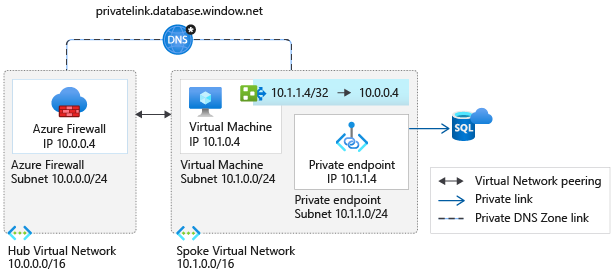 privatelink.database.window.net
DNS
*
10.1.1.4/32 → 10.0.0.4
Azure Firewall
IP 10.0.0.4
Azure Firewall
Subnet 10.0.0.0/24
Virtual Machine
IP 10.1.0.4
Virtual Machine
Subnet 10.1.0.0/24
Private endpoint
IP 10.1.1.4
Private endpoint
Subnet 10.1.1.0/24
SQL
Hub Virtual Network
10.0.0.0/16
Spoke Virtual Network
10.1.0.0/16
Virtual Network peering
Private link
Private DNS Zone link